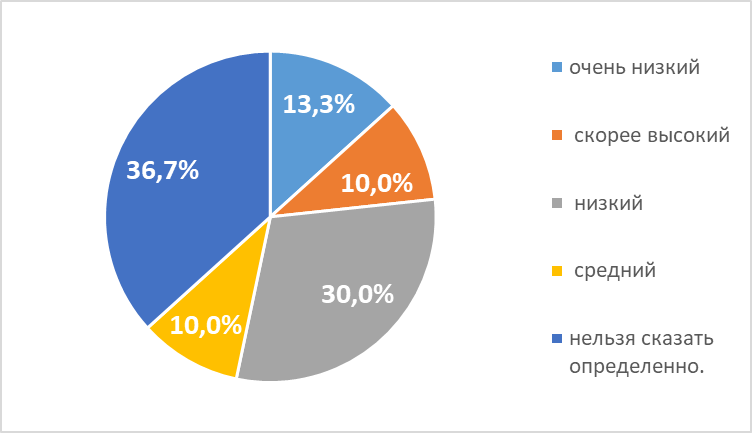 13,3%
10,0%
30,0%
10,0%
36,7%
очень низкий
скорее высокий
низкий
средний
нельзя сказать
определенно.